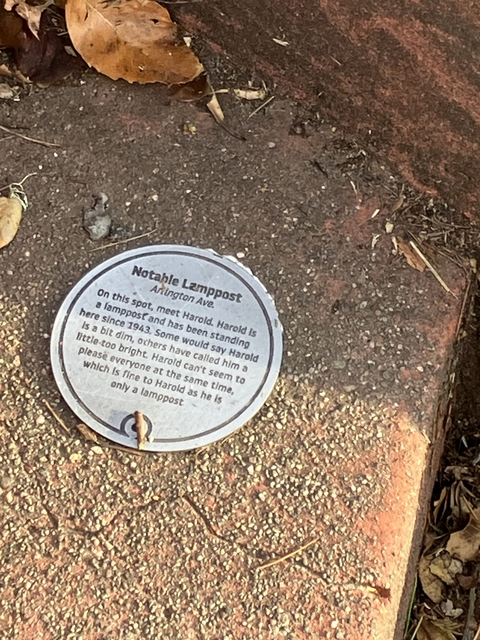 Notable Lamppost
Arlington Ave.
On this spot, meet Harold. Harold is
a lamppost and has been standing
here since 1943. Some would say Harold
is a bit dim, others have called him a
little too bright. Harold can't seem to
please everyone at the same time,
which is fine to Harold as he is
only a lamppost